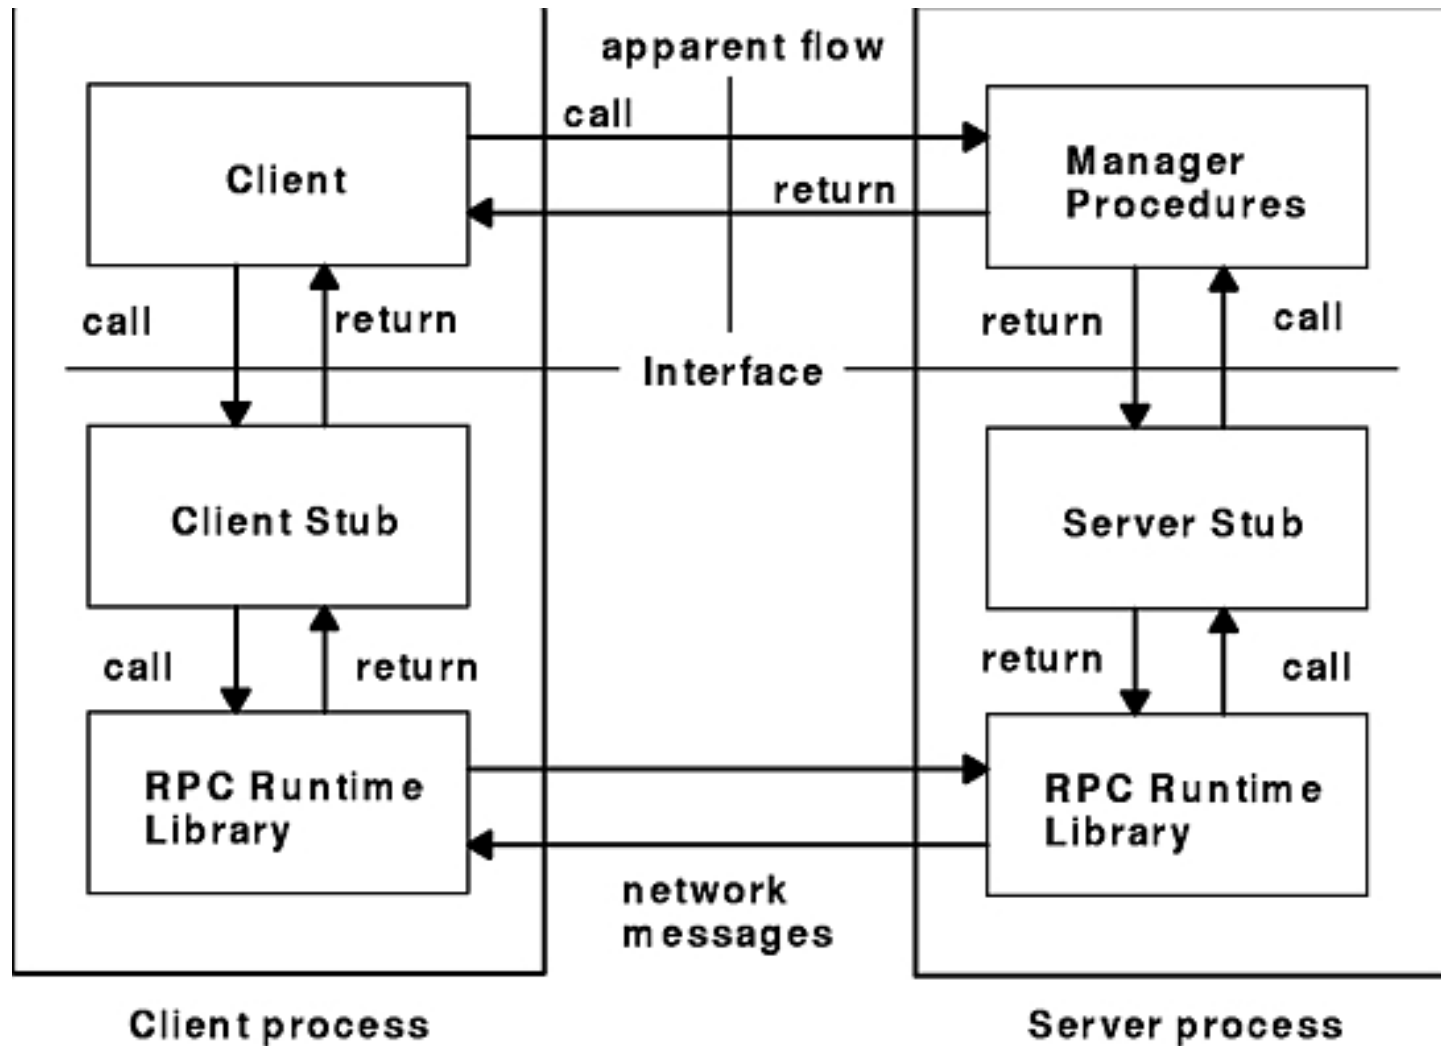 apparent flow
call
Client
Manager
Procedures
return
call
return
return
call
Interface
Client Stub
Server Stub
call
return
return
call
RPC Runtime
Library
RPC Runtime
Library
network
messages
Client process
Server process